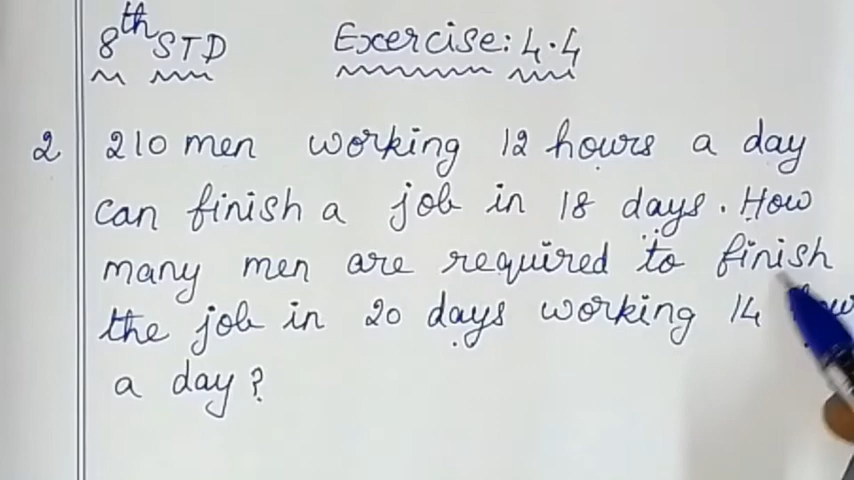 8th STD Exercise: 4.4
2 210 men working 12 hours a day
can finish a job in 18 days. How
many men are required to finish
the job in 20 days working 14
a day?